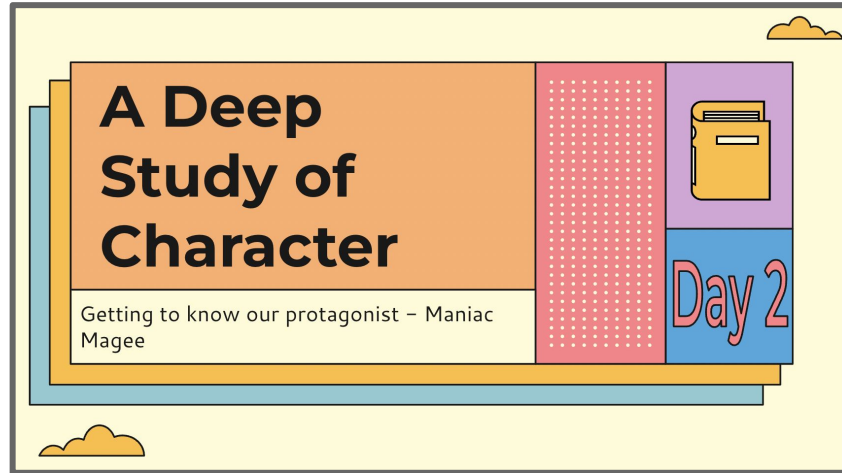 A Deep
Study of
Character
Getting to know our protagonist - Maniac
Magee
Day 2